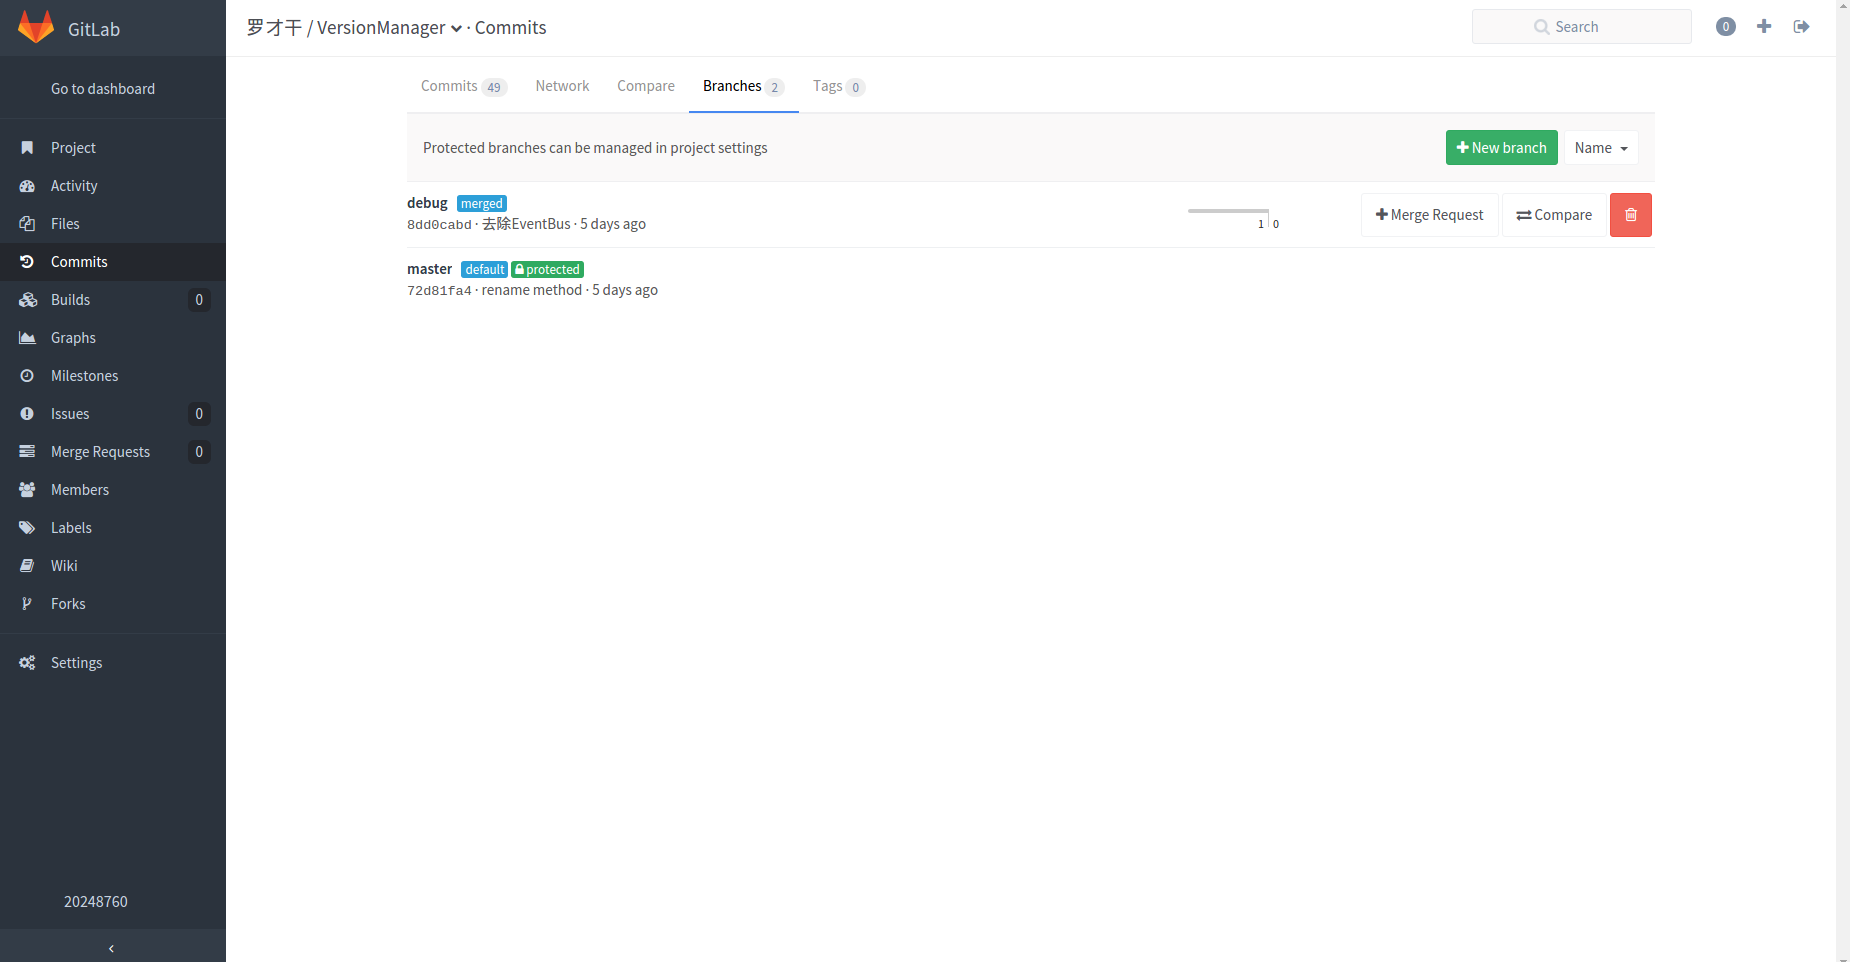 GitLab
罗才干 / VersionManager · Commits
Search
0
Go to dashboard
Project
Activity
Files
Commits
Builds 0
Graphs
Milestones
Issues 0
Merge Requests 0
Members
Labels
Wiki
Forks
Settings
20248760
Commits 49
Network
Compare
Branches 2
Tags 0
Protected branches can be managed in project settings
New branch
Name
debug merged
8dd0cabd · 去除EventBus · 5 days ago
1 0
Merge Request
Compare
master default protected
72d81fa4 · rename method · 5 days ago